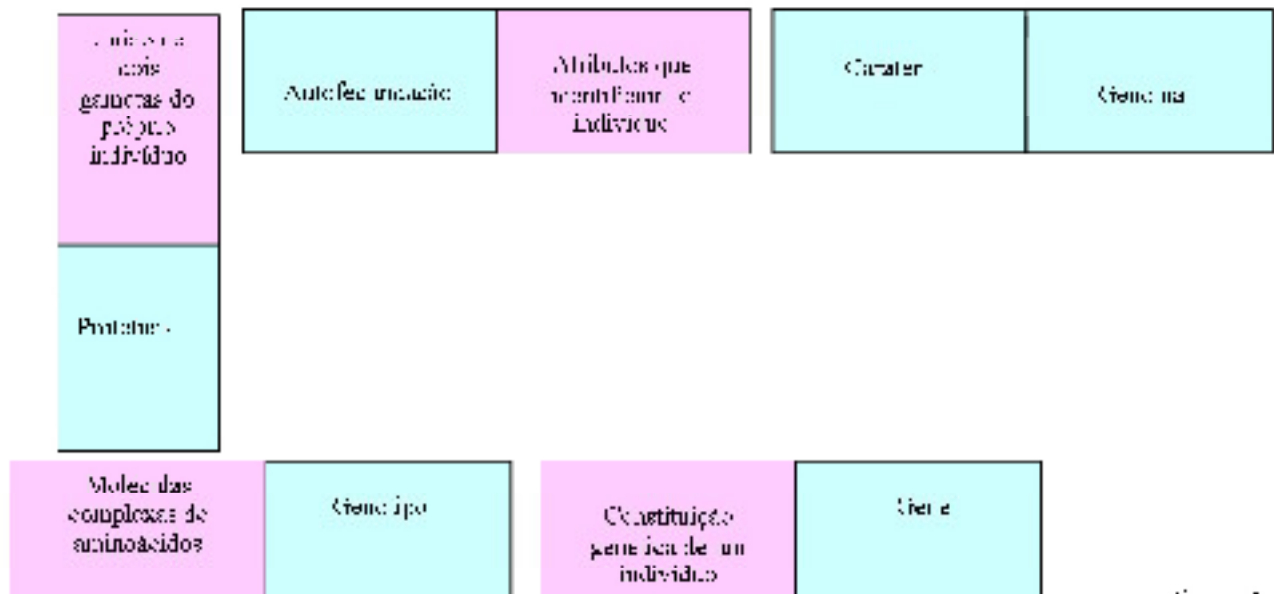 dois
gametas do
próprio
indivíduo
Autofecundação
Atributos que
identificam o
indivíduo
Caráter
Genoma
Proteínas
Moléculas
complexas de
aminoácidos
Genótipo
Constituição
genética de um
indivíduo
Gene